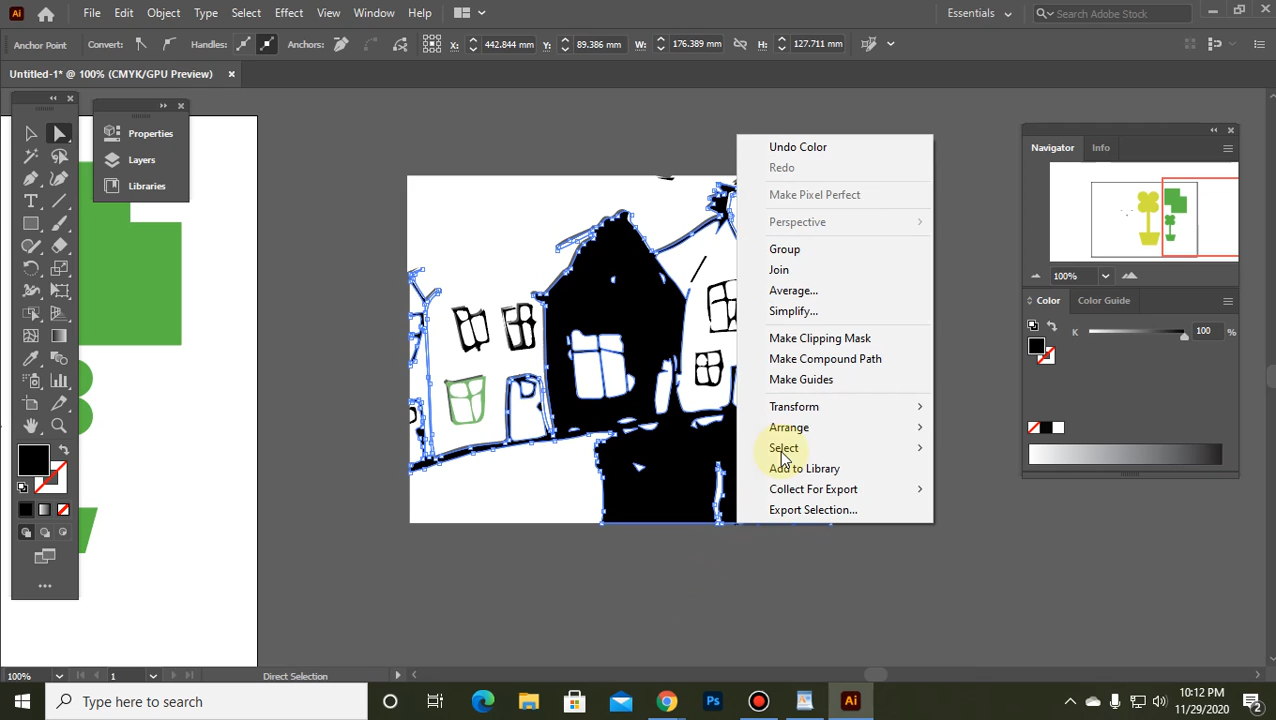 Ai File Edit Object Type Select Effect View Window Help Essentials Search Adobe Stock
Anchor Point Convert: Handles: Anchors: X: 442.844 mm Y: 89.386 mm W: 176.389 mm H: 127.711 mm
Untitled-1* @ 100% (CMYK/GPU Preview)
Properties
Layers
Libraries
Undo Color
Redo
Make Pixel Perfect
Perspective
Group
Join
Average...
Simplify...
Make Clipping Mask
Make Compound Path
Make Guides
Transform
Arrange
Select
Add to Library
Collect For Export
Export Selection...
Navigator Info
100%
Color Color Guide
K 100 %
100% 1 Direct Selection
Type here to search
Ps
Ai
10:12 PM
11/29/2020
2